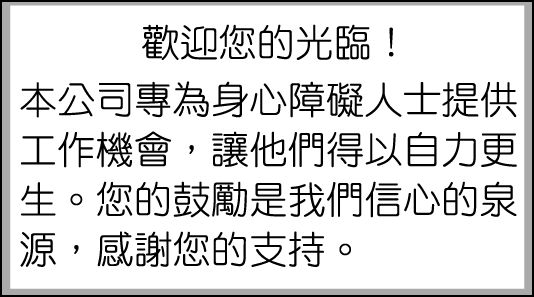 歡迎您的光臨！
本公司專為身心障礙人士提供
工作機會，讓他們得以自力更
生。您的鼓勵是我們信心的泉
源，感謝您的支持。